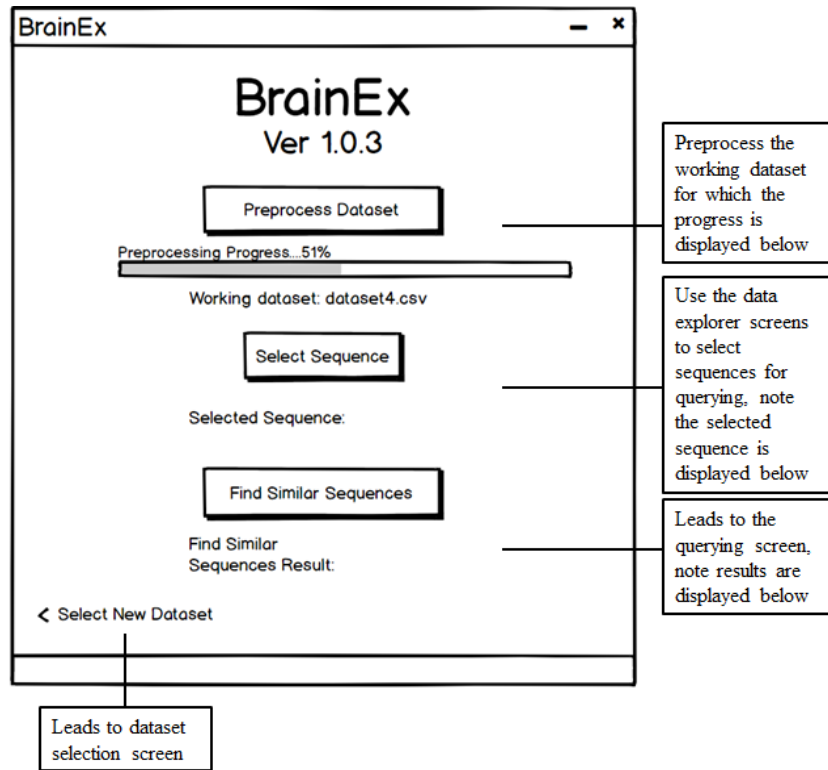 BrainEx
BrainEx
Ver 1.0.3
Preprocess Dataset
Preprocessing Progress....51%
Working dataset: dataset4.csv
Select Sequence
Selected Sequence:
Find Similar Sequences
Find Similar
Sequences Result:
< Select New Dataset
Preprocess the
working dataset
for which the
progress is
displayed below
Use the data
explorer screens
to select
sequences for
querying, note
the selected
sequence is
displayed below
Leads to the
querying screen,
note results are
displayed below
Leads to dataset
selection screen